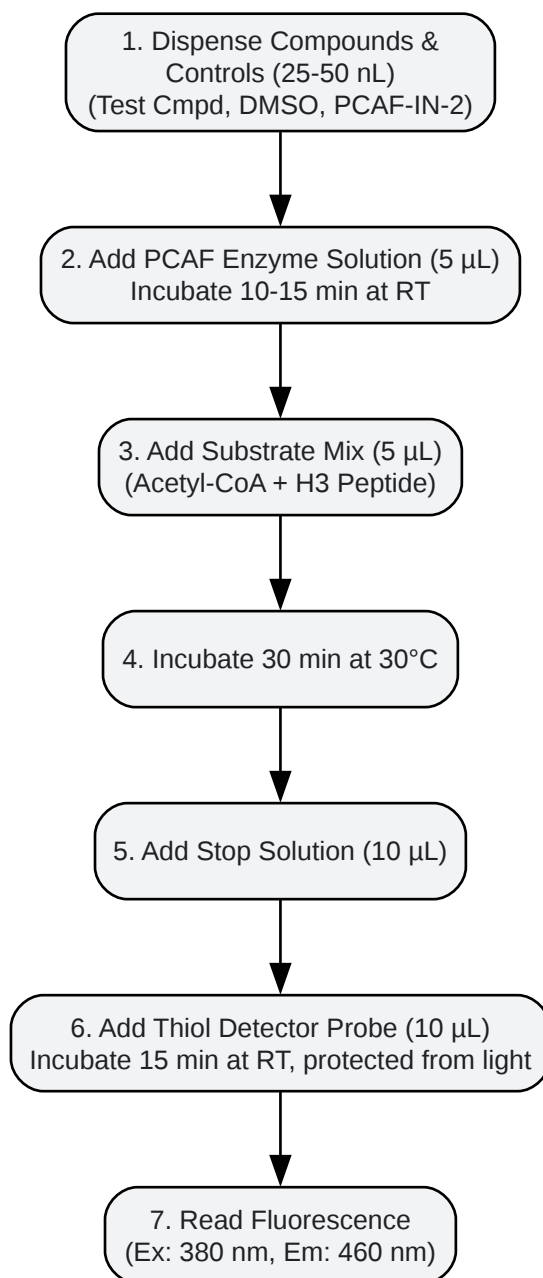 1. Dispense Compounds &
Controls (25-50 nL)
(Test Cmpd, DMSO, PCAF-IN-2)
2. Add PCAF Enzyme Solution (5 µL)
Incubate 10-15 min at RT
3. Add Substrate Mix (5 µL)
(Acetyl-CoA + H3 Peptide)
4. Incubate 30 min at 30°C
5. Add Stop Solution (10 µL)
6. Add Thiol Detector Probe (10 µL)
Incubate 15 min at RT, protected from light
7. Read Fluorescence
(Ex: 380 nm, Em: 460 nm)